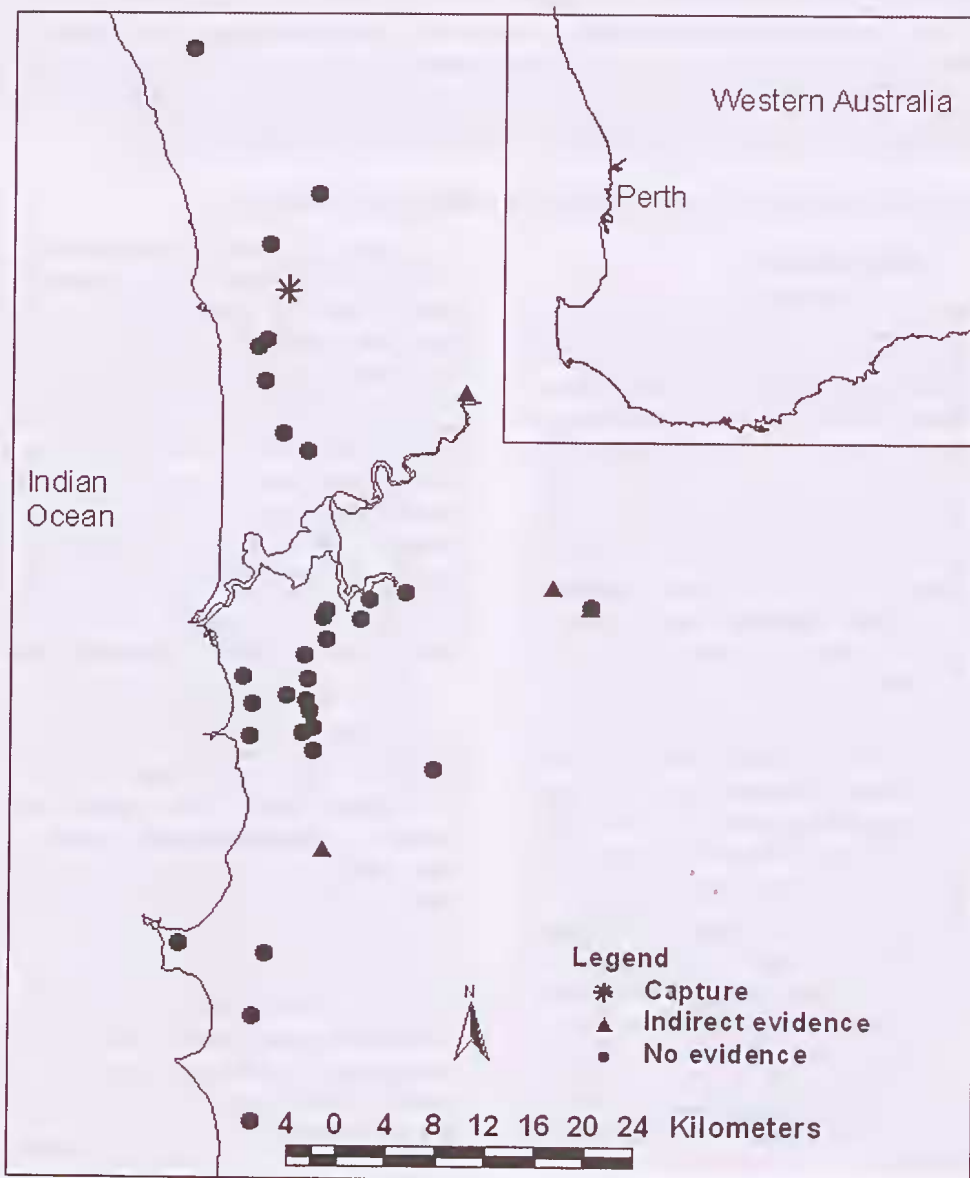 Western Australia
Perth
Indian
Ocean
Legend
Capture
Indirect evidence
No evidence
N
4 0 4 8 12 16 20 24 Kilometers